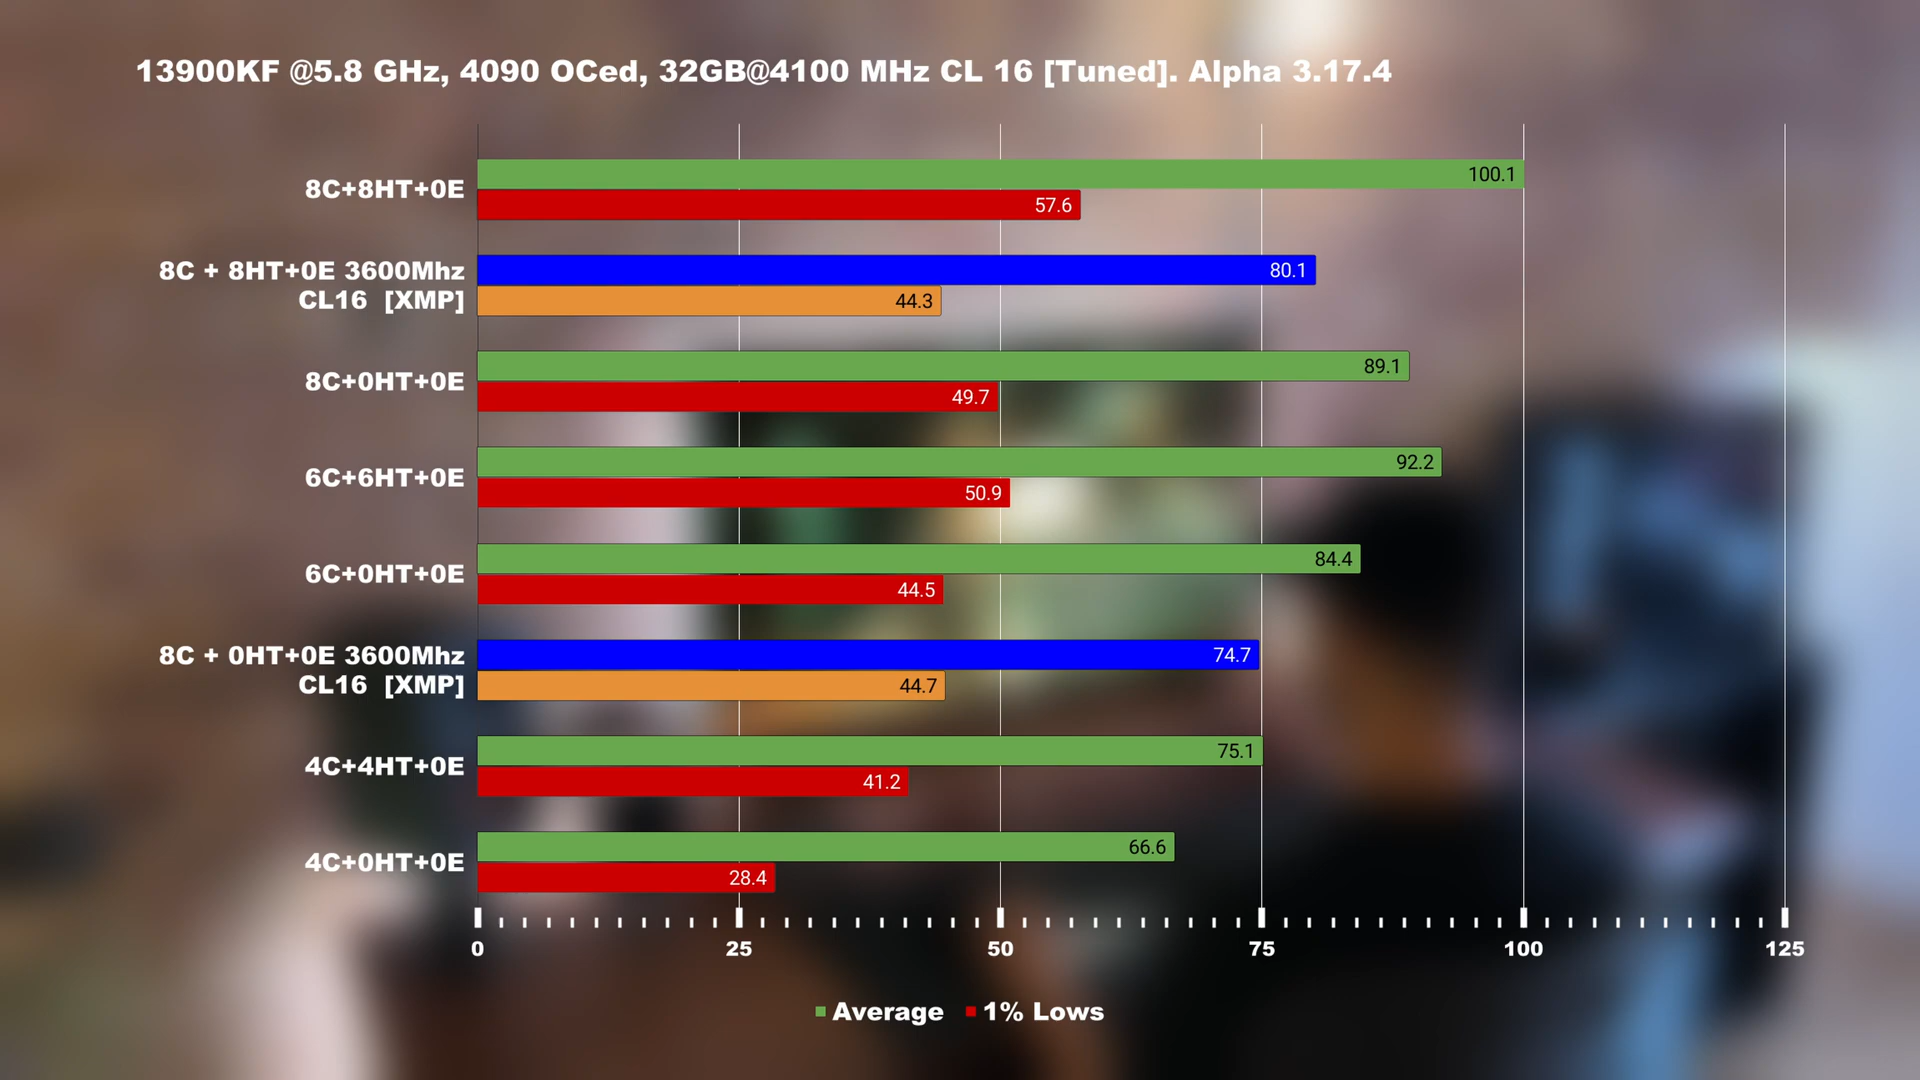 13900KF @5.8 GHz, 4090 OCed, 32GB@4100 MHz CL 16 [Tuned]. Alpha 3.17.4
8C+8HT+0E
100.1
57.6
8C + 8HT+0E 3600Mhz
CL16 [XMP]
80.1
44.3
8C+0HT+0E
89.1
49.7
6C+6HT+0E
92.2
50.9
6C+0HT+0E
84.4
44.5
8C + 0HT+0E 3600Mhz
CL16 [XMP]
74.7
44.7
4C+4HT+0E
75.1
41.2
4C+0HT+0E
66.6
28.4
0 25 50 75 100 125
Average 1% Lows